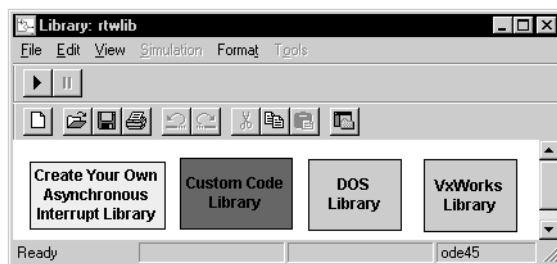 Library: rtwlib
File Edit View Simulation Format Tools
Create Your Own
Asynchronous
Interrupt Library
Custom Code
Library
DOS
Library
VxWorks
Library
Ready ode45